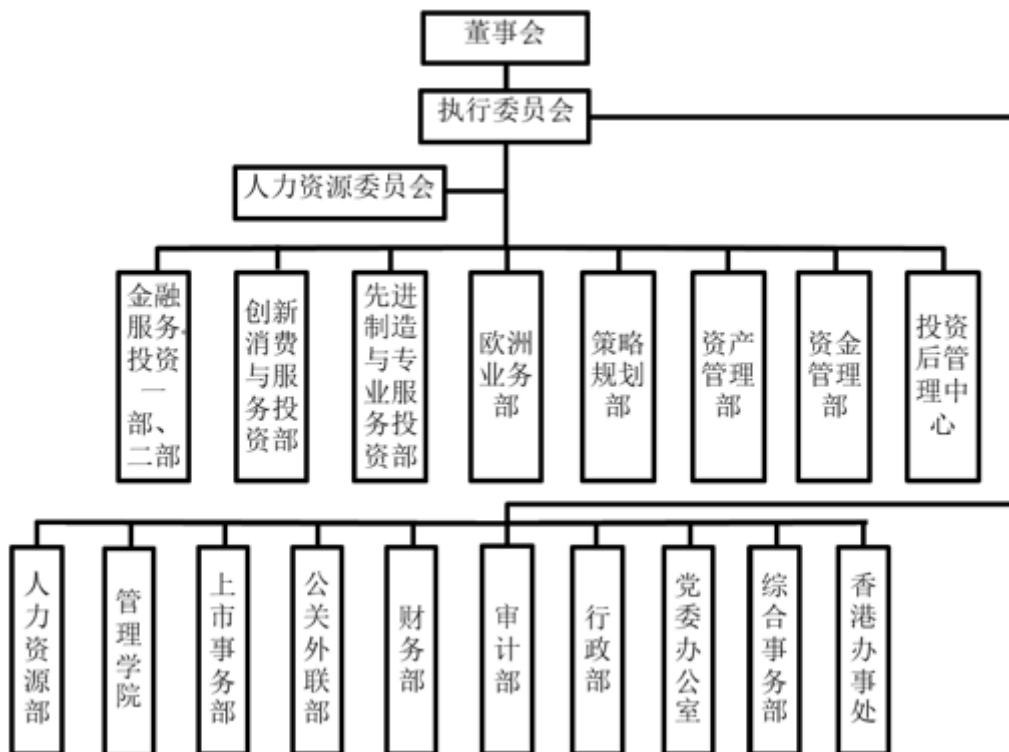 董事会
执行委员会
人力资源委员会
金融
服务
投资
一
部、
二部
创新
消费
与服
务投
资部
先进
制造
与专
业服
务投
资部
欧洲
业务
部
策略
规划
部
资产
管理
部
资金
管理
部
投资
后管
理中
心
人力资源部
管理学院
上市事务部
公关外联部
财务部
审计部
行政部
党委办公室
综合事务部
香港办事处